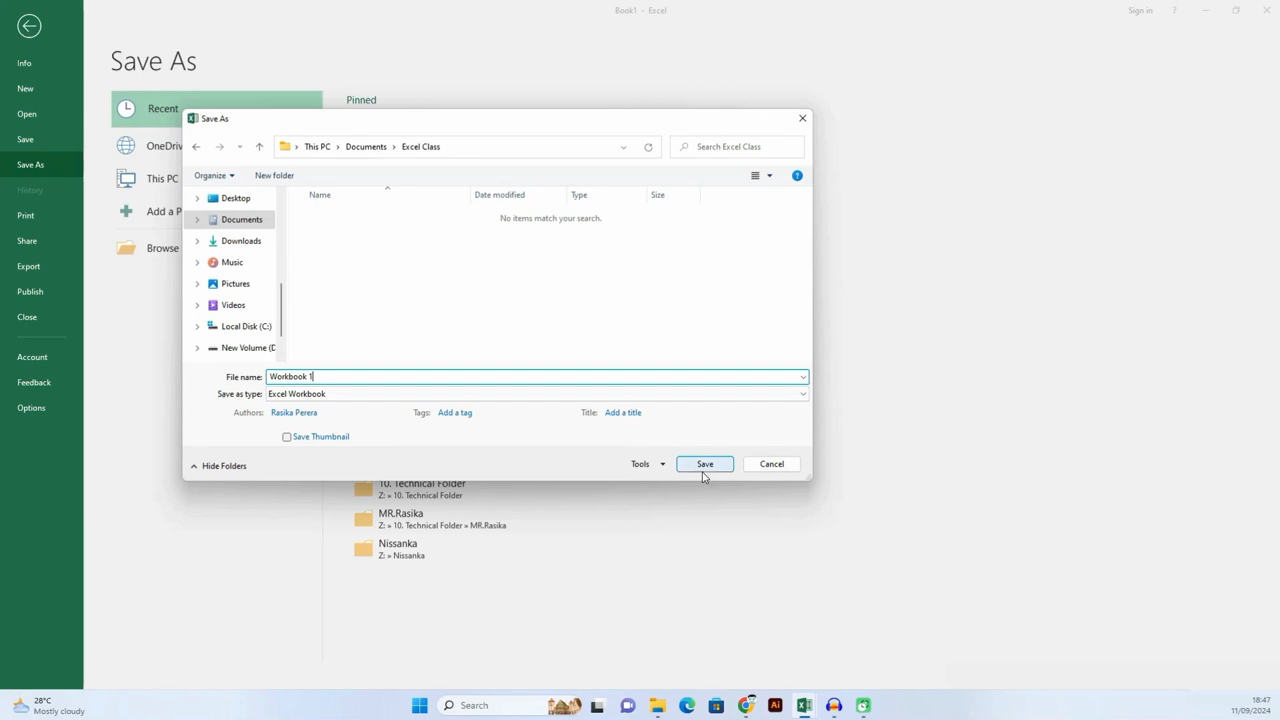 Book1 - Excel
Sign in
?
Info
New
Open
Save
Save As
History
Print
Share
Export
Publish
Close
Account
Feedback
Options
Save As
Recent
Pinned
OneDriv
This PC
Add a P
Browse
Save As
This PC > Documents > Excel Class
Search Excel Class
Organize
New folder
?
Name
Date modified
Type
Size
No items match your search.
Desktop
Documents
Downloads
Music
Pictures
Videos
Local Disk (C:)
New Volume (D
File name: Workbook 1
Save as type: Excel Workbook
Authors: Rasika Perera
Tags: Add a tag
Title: Add a title
Save Thumbnail
Hide Folders
Tools
Save
Cancel
10. Technical Folder
Z: » 10. Technical Folder
MR.Rasika
Z: » 10. Technical Folder » MR.Rasika
Nissanka
Z: » Nissanka
28°C
Mostly cloudy
Search
Ai
18:47
11/09/2024